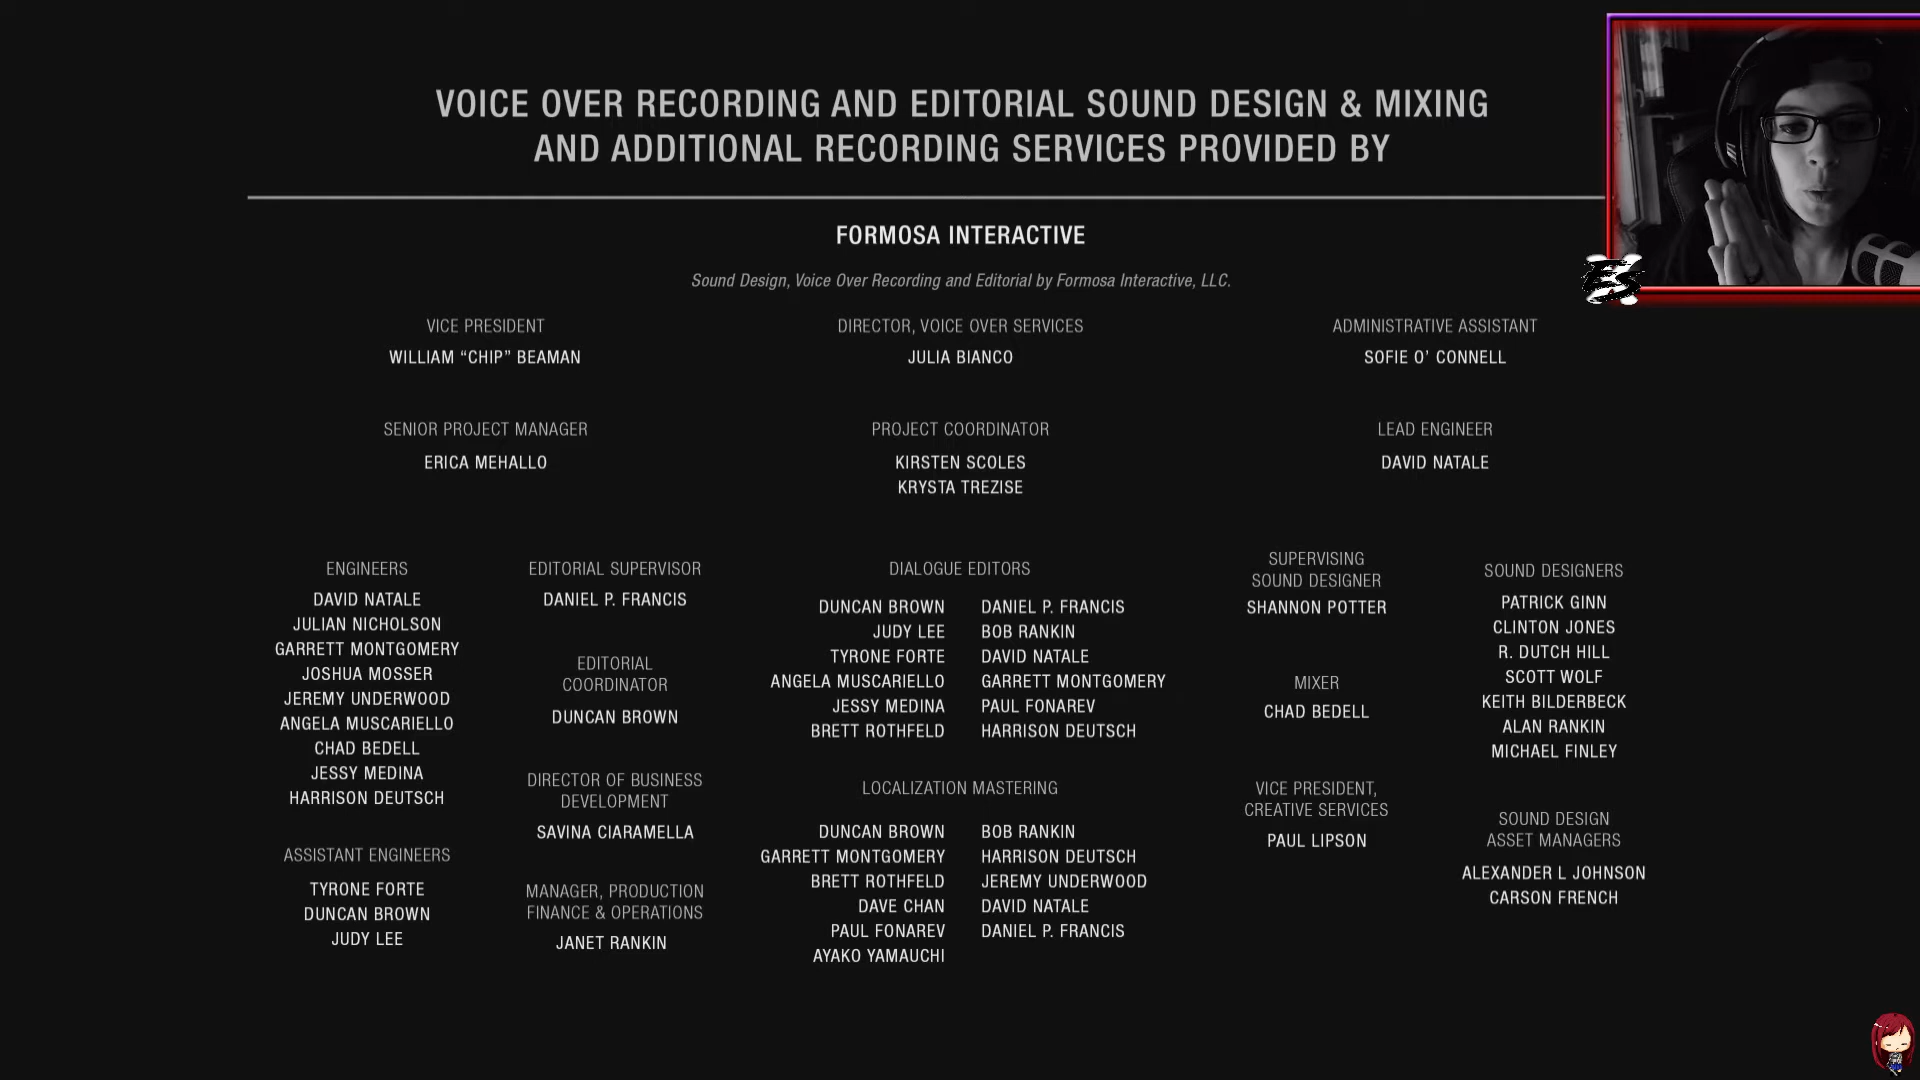 VOICE OVER RECORDING AND EDITORIAL SOUND DESIGN & MIXING
AND ADDITIONAL RECORDING SERVICES PROVIDED BY
FORMOSA INTERACTIVE
Sound Design, Voice Over Recording and Editorial by Formosa Interactive, LLC.
VICE PRESIDENT
WILLIAM “CHIP” BEAMAN
DIRECTOR, VOICE OVER SERVICES
JULIA BIANCO
ADMINISTRATIVE ASSISTANT
SOFIE O’ CONNELL
SENIOR PROJECT MANAGER
ERICA MEHALLO
PROJECT COORDINATOR
KIRSTEN SCOLES
KRYSTA TREZISE
LEAD ENGINEER
DAVID NATALE
ENGINEERS
DAVID NATALE
JULIAN NICHOLSON
GARRETT MONTGOMERY
JOSHUA MOSSER
JEREMY UNDERWOOD
ANGELA MUSCARIELLO
CHAD BEDELL
JESSY MEDINA
HARRISON DEUTSCH
ASSISTANT ENGINEERS
TYRONE FORTE
DUNCAN BROWN
JUDY LEE
EDITORIAL SUPERVISOR
DANIEL P. FRANCIS
EDITORIAL
COORDINATOR
DUNCAN BROWN
DIRECTOR OF BUSINESS
DEVELOPMENT
SAVINA CIARAMELLA
MANAGER, PRODUCTION
FINANCE & OPERATIONS
JANET RANKIN
DIALOGUE EDITORS
DUNCAN BROWN DANIEL P. FRANCIS
JUDY LEE BOB RANKIN
TYRONE FORTE DAVID NATALE
ANGELA MUSCARIELLO GARRETT MONTGOMERY
JESSY MEDINA PAUL FONAREV
BRETT ROTHFELD HARRISON DEUTSCH
LOCALIZATION MASTERING
DUNCAN BROWN BOB RANKIN
GARRETT MONTGOMERY HARRISON DEUTSCH
BRETT ROTHFELD JEREMY UNDERWOOD
DAVE CHAN DAVID NATALE
PAUL FONAREV DANIEL P. FRANCIS
AYAKO YAMAUCHI
SUPERVISING
SOUND DESIGNER
SHANNON POTTER
MIXER
CHAD BEDELL
VICE PRESIDENT,
CREATIVE SERVICES
PAUL LIPSON
SOUND DESIGNERS
PATRICK GINN
CLINTON JONES
R. DUTCH HILL
SCOTT WOLF
KEITH BILDERBECK
ALAN RANKIN
MICHAEL FINLEY
SOUND DESIGN
ASSET MANAGERS
ALEXANDER L JOHNSON
CARSON FRENCH